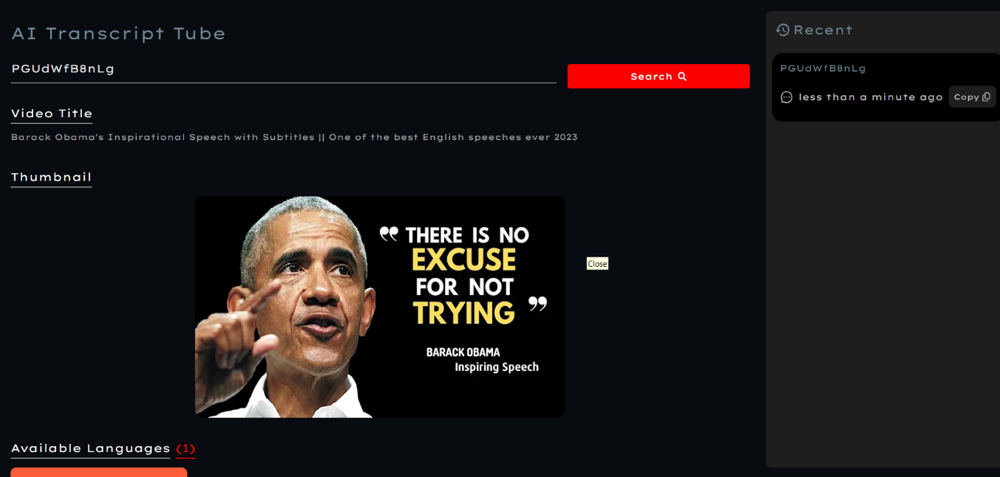 AI Transcript Tube
PGUdWfB8nLg
Search
Video Title
Barack Obama's Inspirational Speech with Subtitles || One of the best English speeches ever 2023
Thumbnail
“ THERE IS NO
EXCUSE
FOR NOT
TRYING ”
BARACK OBAMA
Inspiring Speech
Close
Available Languages (1)
Recent
PGUdWfB8nLg
less than a minute ago Copy